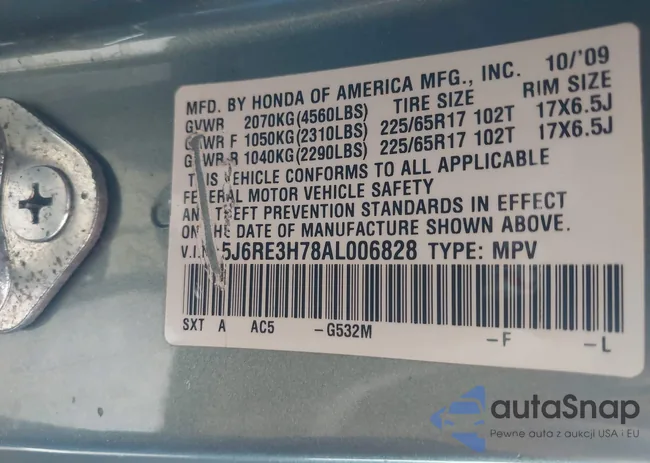 MFD. BY HONDA OF AMERICA MFG., INC. 10/'09
GVWR 2070KG(4560LBS) TIRE SIZE RIM SIZE
GAWR F 1050KG(2310LBS) 225/65R17 102T 17X6.5J
GAWR R 1040KG(2290LBS) 225/65R17 102T 17X6.5J
THIS VEHICLE CONFORMS TO ALL APPLICABLE
FEDERAL MOTOR VEHICLE SAFETY
AND THEFT PREVENTION STANDARDS IN EFFECT
ON THE DATE OF MANUFACTURE SHOWN ABOVE.
V.I.N. 5J6RE3H78AL006828 TYPE: MPV
SXT A AC5 -G532M -F -L
autaSnap
Pewne auta z aukcji USA i EU